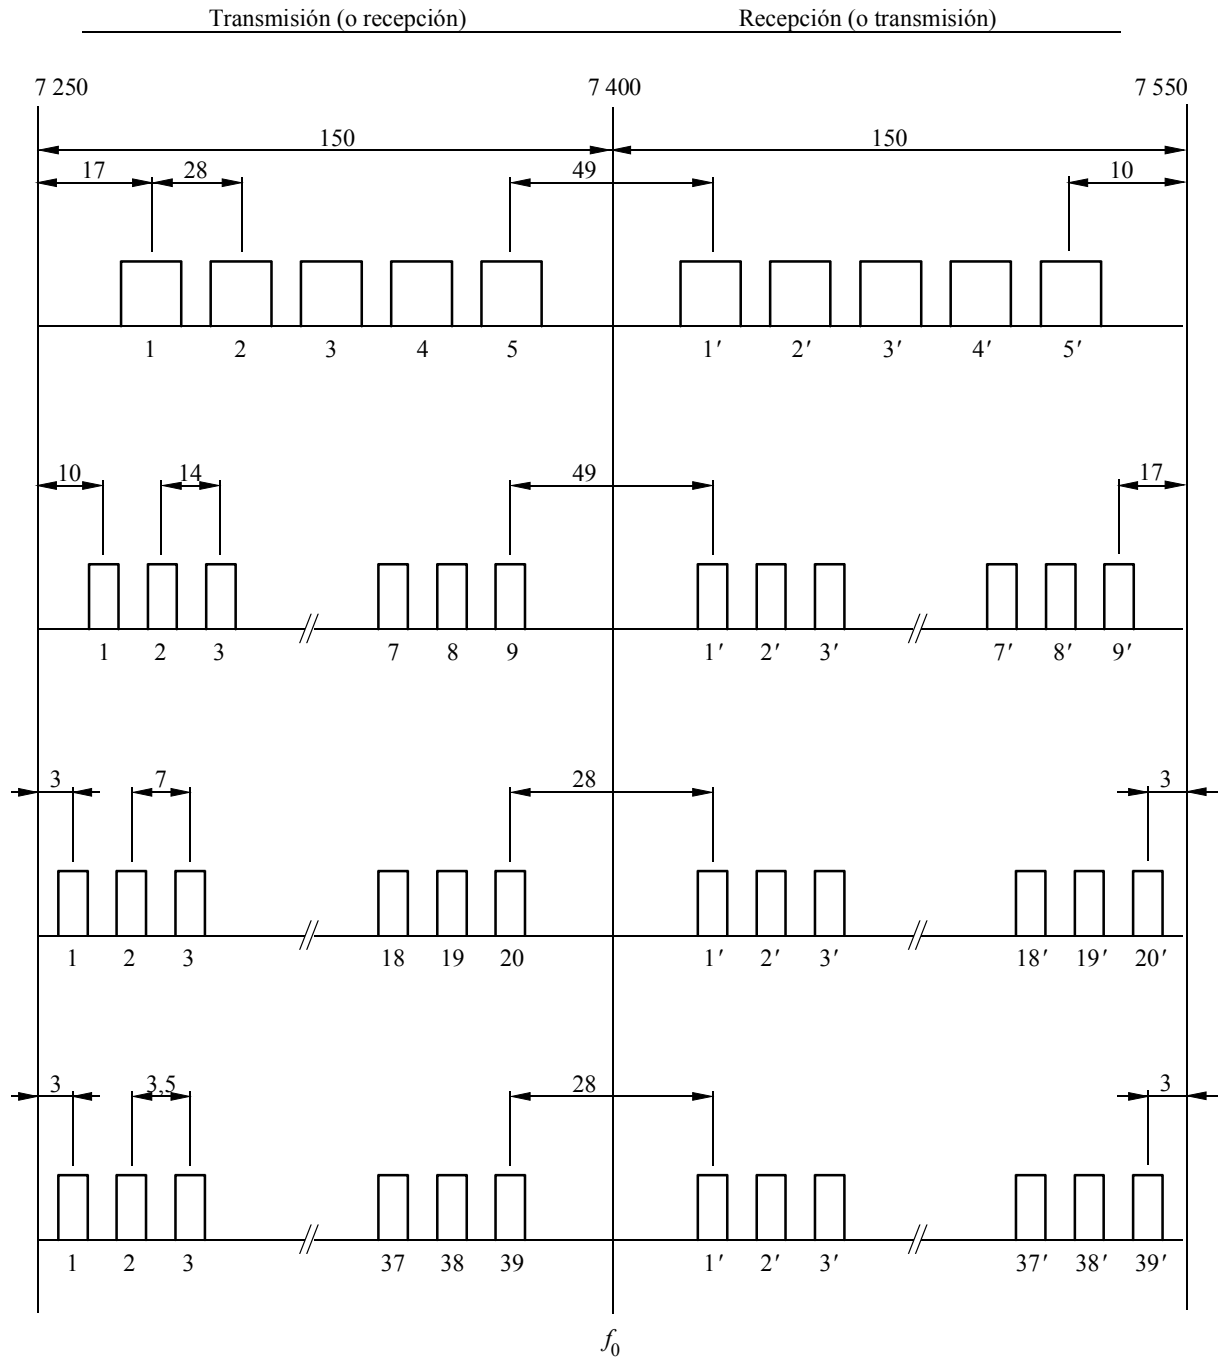 Transmisión (o recepción) Recepción (o transmisión)
7 250 7 400 7 550
150 150
17 28 49 10
1 2 3 4 5 1′ 2′ 3′ 4′ 5′
10 14 49 17
1 2 3 7 8 9 1′ 2′ 3′ 7′ 8′ 9′
3 7 28 3
1 2 3 18 19 20 1′ 2′ 3′ 18′ 19′ 20′
3 3,5 28 3
1 2 3 37 38 39 1′ 2′ 3′ 37′ 38′ 39′
f0